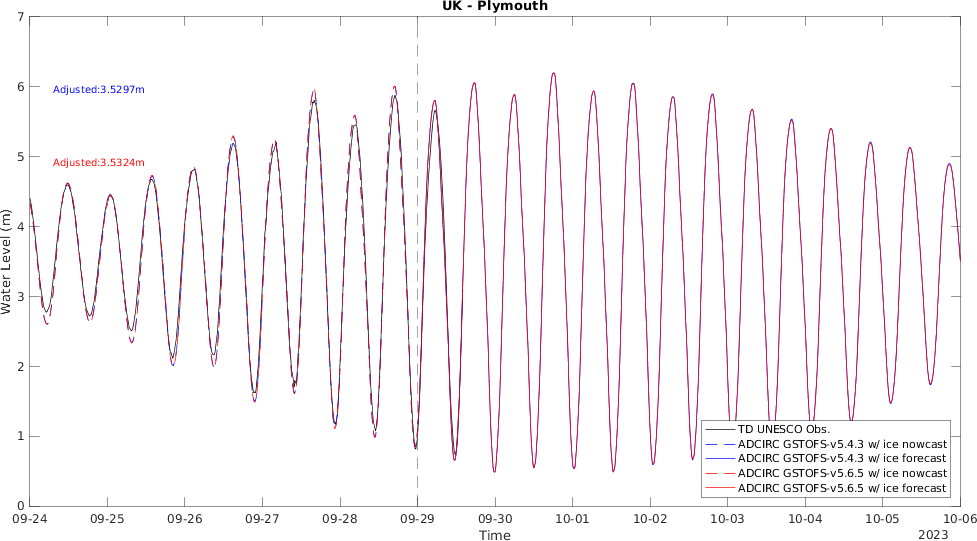 UK - Plymouth
7
6
5
4
3
2
1
0
Water Level (m)
Adjusted:3.5297m
Adjusted:3.5324m
TD UNESCO Obs.
ADCIRC GSTOFS-v5.4.3 w/ ice nowcast
ADCIRC GSTOFS-v5.4.3 w/ ice forecast
ADCIRC GSTOFS-v5.6.5 w/ ice nowcast
ADCIRC GSTOFS-v5.6.5 w/ ice forecast
09-24 09-25 09-26 09-27 09-28 09-29 09-30 10-01 10-02 10-03 10-04 10-05 10-06
Time
2023